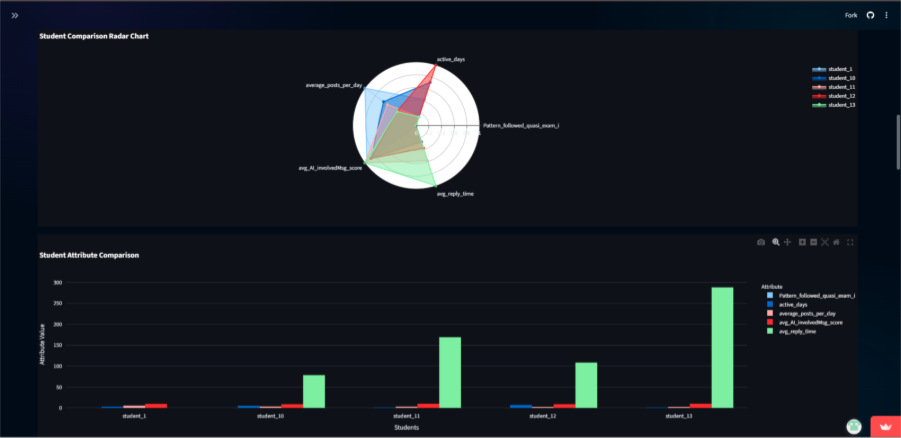 Fork
Student Comparison Radar Chart
active_days
average_posts_per_day
Pattern_followed_quasi_exam_i
avg_AI_involvedMsg_score
avg_reply_time
student_1
student_10
student_11
student_12
student_13
Student Attribute Comparison
Attribute Value
300
250
200
150
100
50
0
student_1
student_10
student_11
student_12
student_13
Students
Attribute
Pattern_followed_quasi_exam_i
active_days
average_posts_per_day
avg_AI_involvedMsg_score
avg_reply_time